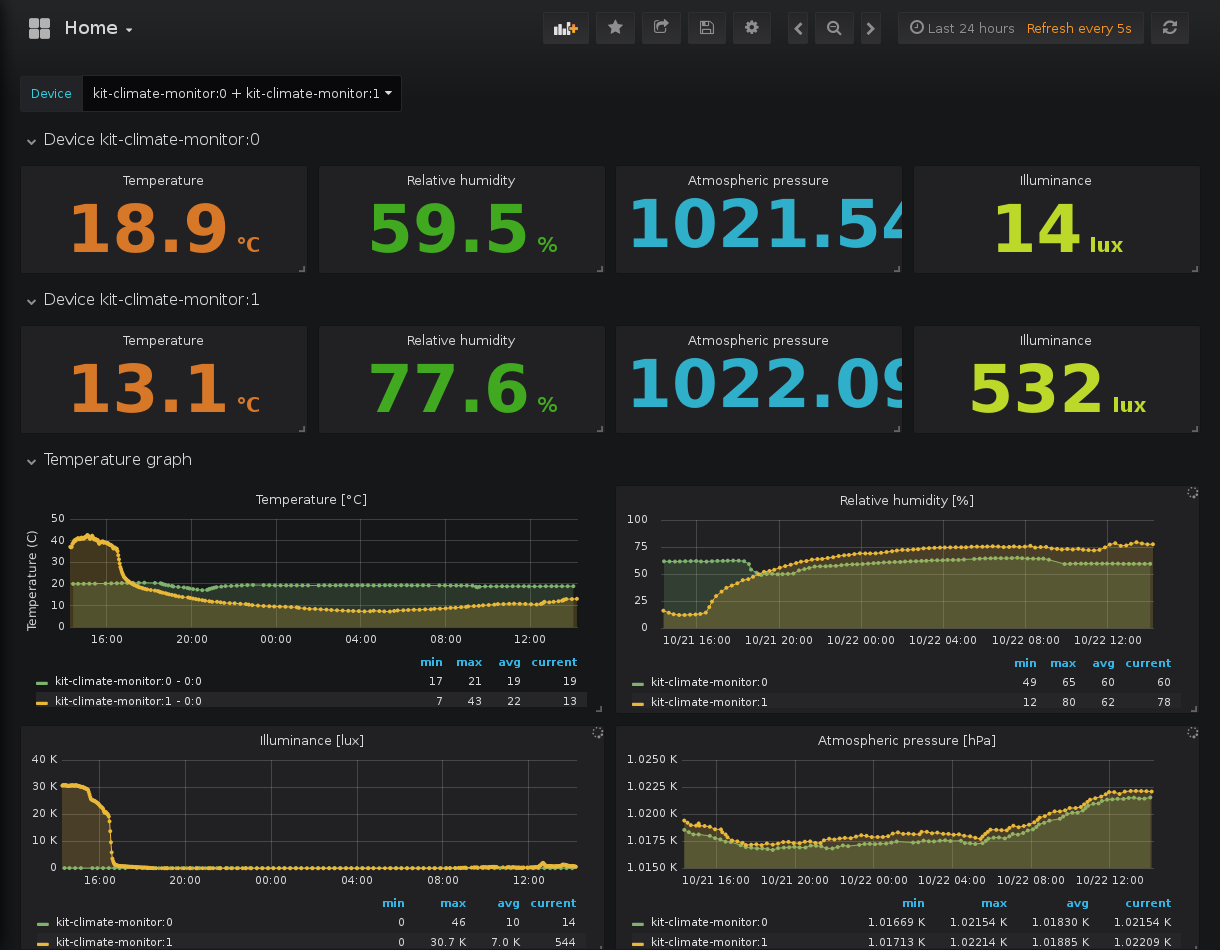 Home
Last 24 hours Refresh every 5s
Device kit-climate-monitor:0 + kit-climate-monitor:1
Device kit-climate-monitor:0
Temperature Relative humidity Atmospheric pressure Illuminance
18.9 °C 59.5 % 1021.54 14 lux
Device kit-climate-monitor:1
Temperature Relative humidity Atmospheric pressure Illuminance
13.1 °C 77.6 % 1022.09 532 lux
Temperature graph
Temperature [°C]
Temperature (C)
50
40
30
20
10
0
16:00 20:00 00:00 04:00 08:00 12:00
min max avg current
kit-climate-monitor:0 - 0:0 17 21 19 19
kit-climate-monitor:1 - 0:0 7 43 22 13
Relative humidity [%]
100
75
50
25
0
10/21 16:00 10/21 20:00 10/22 00:00 10/22 04:00 10/22 08:00 10/22 12:00
min max avg current
kit-climate-monitor:0 49 65 60 60
kit-climate-monitor:1 12 80 62 78
Illuminance [lux]
40 K
30 K
20 K
10 K
0
16:00 20:00 00:00 04:00 08:00 12:00
min max avg current
kit-climate-monitor:0 0 46 10 14
kit-climate-monitor:1 0 30.7 K 7.0 K 544
Atmospheric pressure [hPa]
1.0250 K
1.0225 K
1.0200 K
1.0175 K
1.0150 K
10/21 16:00 10/21 20:00 10/22 00:00 10/22 04:00 10/22 08:00 10/22 12:00
min max avg current
kit-climate-monitor:0 1.01669 K 1.02154 K 1.01830 K 1.02154 K
kit-climate-monitor:1 1.01713 K 1.02214 K 1.01885 K 1.02209 K